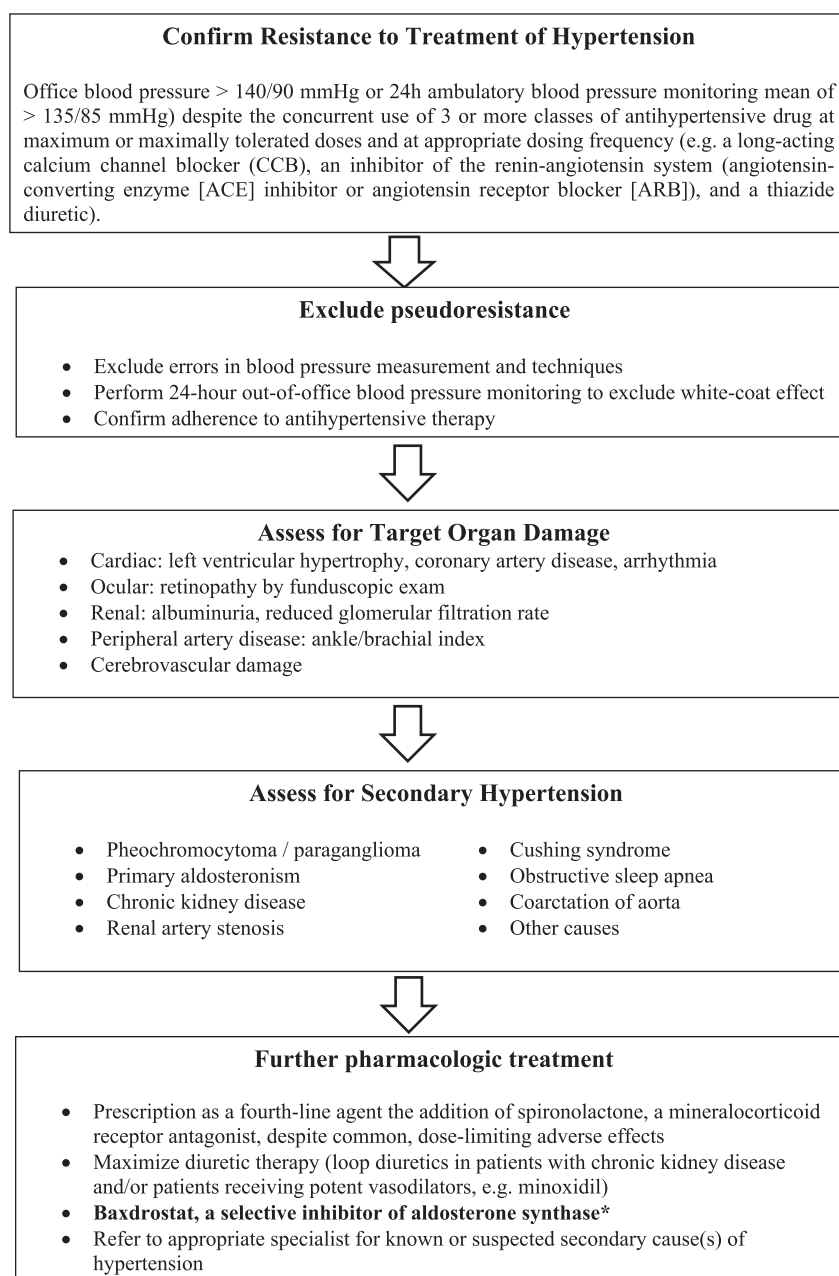 Confirm Resistance to Treatment of Hypertension
Office blood pressure > 140/90 mmHg or 24h ambulatory blood pressure monitoring mean of
> 135/85 mmHg) despite the concurrent use of 3 or more classes of antihypertensive drug at
maximum or maximally tolerated doses and at appropriate dosing frequency (e.g. a long-acting
calcium channel blocker (CCB), an inhibitor of the renin-angiotensin system (angiotensin-
converting enzyme [ACE] inhibitor or angiotensin receptor blocker [ARB]), and a thiazide
diuretic).
Exclude pseudoresistance
• Exclude errors in blood pressure measurement and techniques
• Perform 24-hour out-of-office blood pressure monitoring to exclude white-coat effect
• Confirm adherence to antihypertensive therapy
Assess for Target Organ Damage
• Cardiac: left ventricular hypertrophy, coronary artery disease, arrhythmia
• Ocular: retinopathy by funduscopic exam
• Renal: albuminuria, reduced glomerular filtration rate
• Peripheral artery disease: ankle/brachial index
• Cerebrovascular damage
Assess for Secondary Hypertension
• Pheochromocytoma / paraganglioma
• Primary aldosteronism
• Chronic kidney disease
• Renal artery stenosis
• Cushing syndrome
• Obstructive sleep apnea
• Coarctation of aorta
• Other causes
Further pharmacologic treatment
• Prescription as a fourth-line agent the addition of spironolactone, a mineralocorticoid
receptor antagonist, despite common, dose-limiting adverse effects
• Maximize diuretic therapy (loop diuretics in patients with chronic kidney disease
and/or patients receiving potent vasodilators, e.g. minoxidil)
• Baxdrostat, a selective inhibitor of aldosterone synthase*
• Refer to appropriate specialist for known or suspected secondary cause(s) of
hypertension